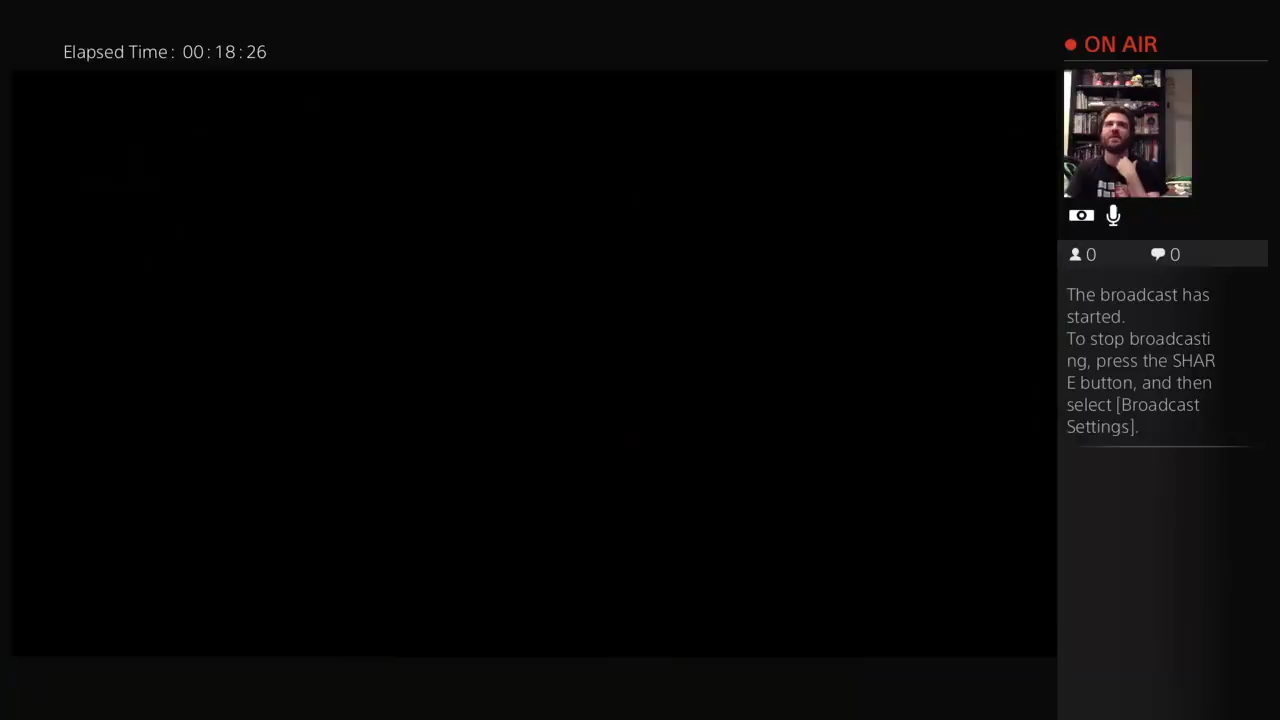 Elapsed Time: 00:18:26
ON AIR
0 0
The broadcast has
started.
To stop broadcasti
ng, press the SHAR
E button, and then
select [Broadcast
Settings].